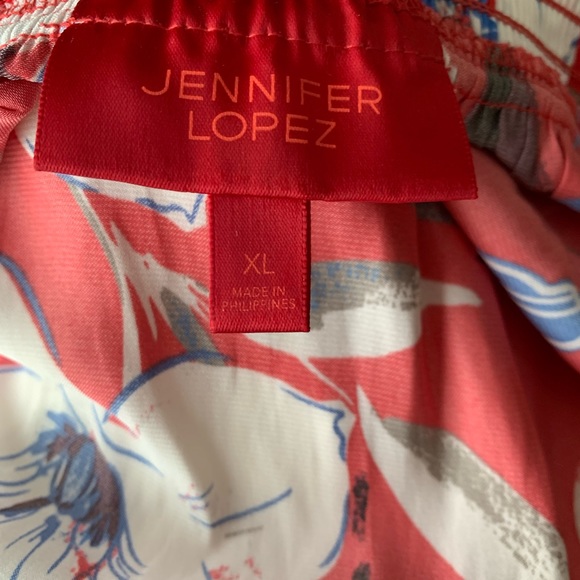 JENNIFER
LOPEZ
XL
MADE IN
PHILIPPINES